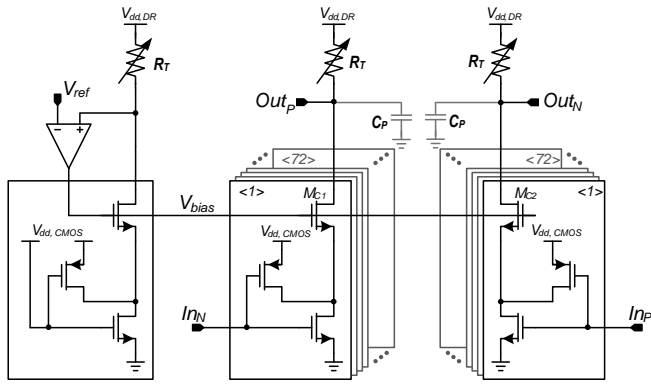 Vdd,DR Vdd,DR Vdd,DR
RT RT RT
Vref
OutP OutN
CP CP
− +
<72> <72>
<1> MC1 MC2 <1>
Vbias
Vdd,CMOS Vdd,CMOS Vdd,CMOS
InN InP